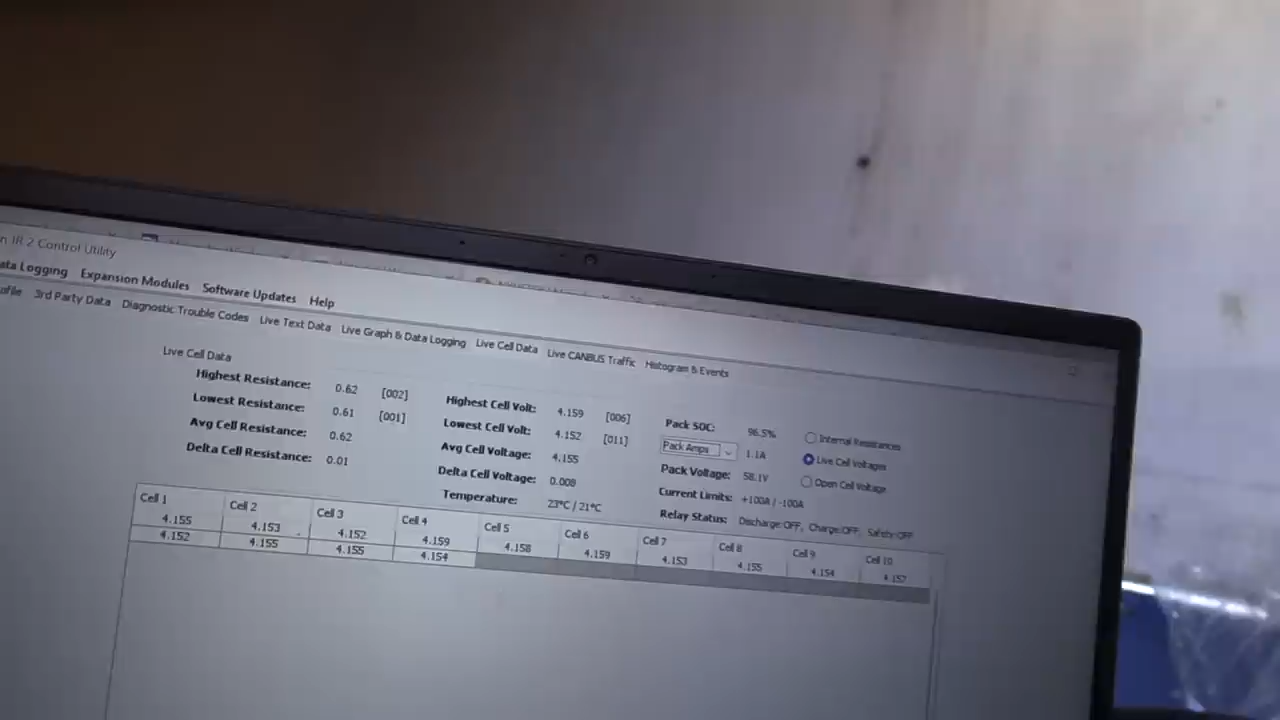 n IR 2 Control Utility
ata Logging Expansion Modules Software Updates Help
ofile 3rd Party Data Diagnostic Trouble Codes Live Text Data Live Graph & Data Logging Live Cell Data Live CANBUS Traffic Histogram & Events
Live Cell Data
Highest Resistance: 0.62 [002]
Lowest Resistance: 0.61 [001]
Avg Cell Resistance: 0.62
Delta Cell Resistance: 0.01
Highest Cell Volt: 4.159 [006]
Lowest Cell Volt: 4.152 [011]
Avg Cell Voltage: 4.155
Delta Cell Voltage: 0.008
Temperature: 23°C / 21°C
Pack SOC: 96.5%
Pack Amps 1.1A
Pack Voltage: 58.1V
Current Limits: +100A / -100A
Relay Status: Discharge:OFF, Charge:OFF, Safety:OFF
Internal Resistances
Live Cell Voltages
Open Cell Voltage
Cell 1 Cell 2 Cell 3 Cell 4 Cell 5 Cell 6 Cell 7 Cell 8 Cell 9 Cell 10
4.155 4.153 4.152 4.159 4.158 4.159 4.153 4.155 4.154 4.157
4.152 4.155 4.155 4.154